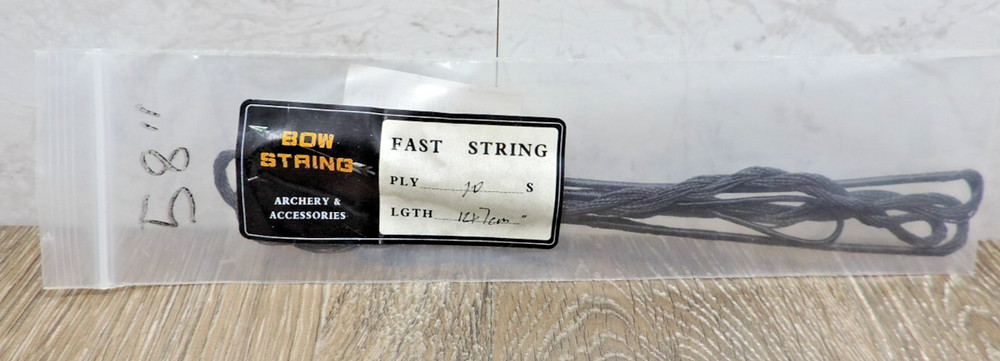 58"
BOW
STRING
ARCHERY &
ACCESSORIES
FAST STRING
PLY 10 S
LGTH 147cm "